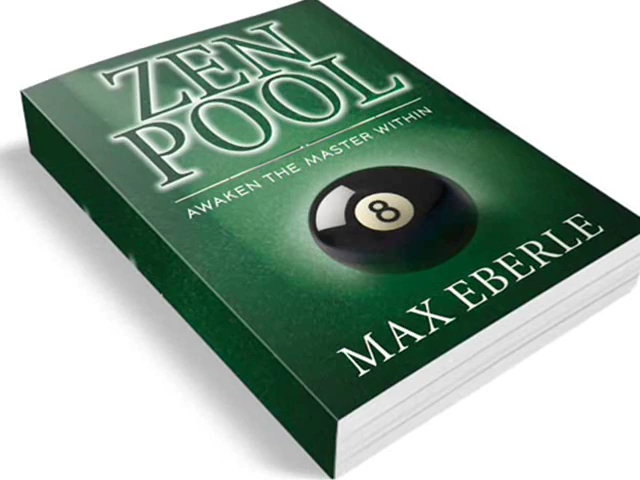 ZEN
POOL
AWAKEN THE MASTER WITHIN
8
MAX EBERLE